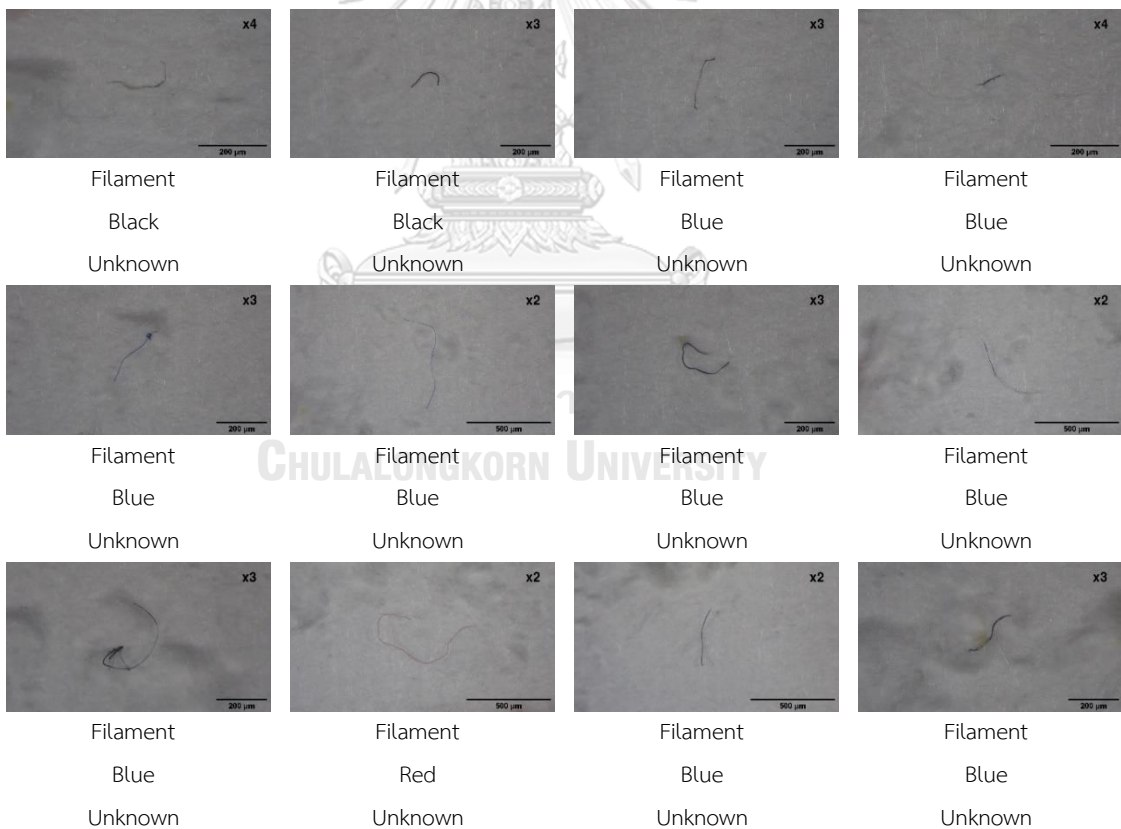 x4 x3 x3 x4
200 μm 200 μm 200 μm 200 μm
Filament Filament Filament Filament
Black Black Blue Blue
Unknown Unknown Unknown Unknown
x3 x2 x3 x2
200 μm 500 μm 200 μm 500 μm
Filament Filament Filament Filament
Blue Blue Blue Blue
Unknown Unknown Unknown Unknown
CHULALONGKORN UNIVERSITY
x3 x2 x2 x3
200 μm 500 μm 500 μm 200 μm
Filament Filament Filament Filament
Blue Red Blue Blue
Unknown Unknown Unknown Unknown